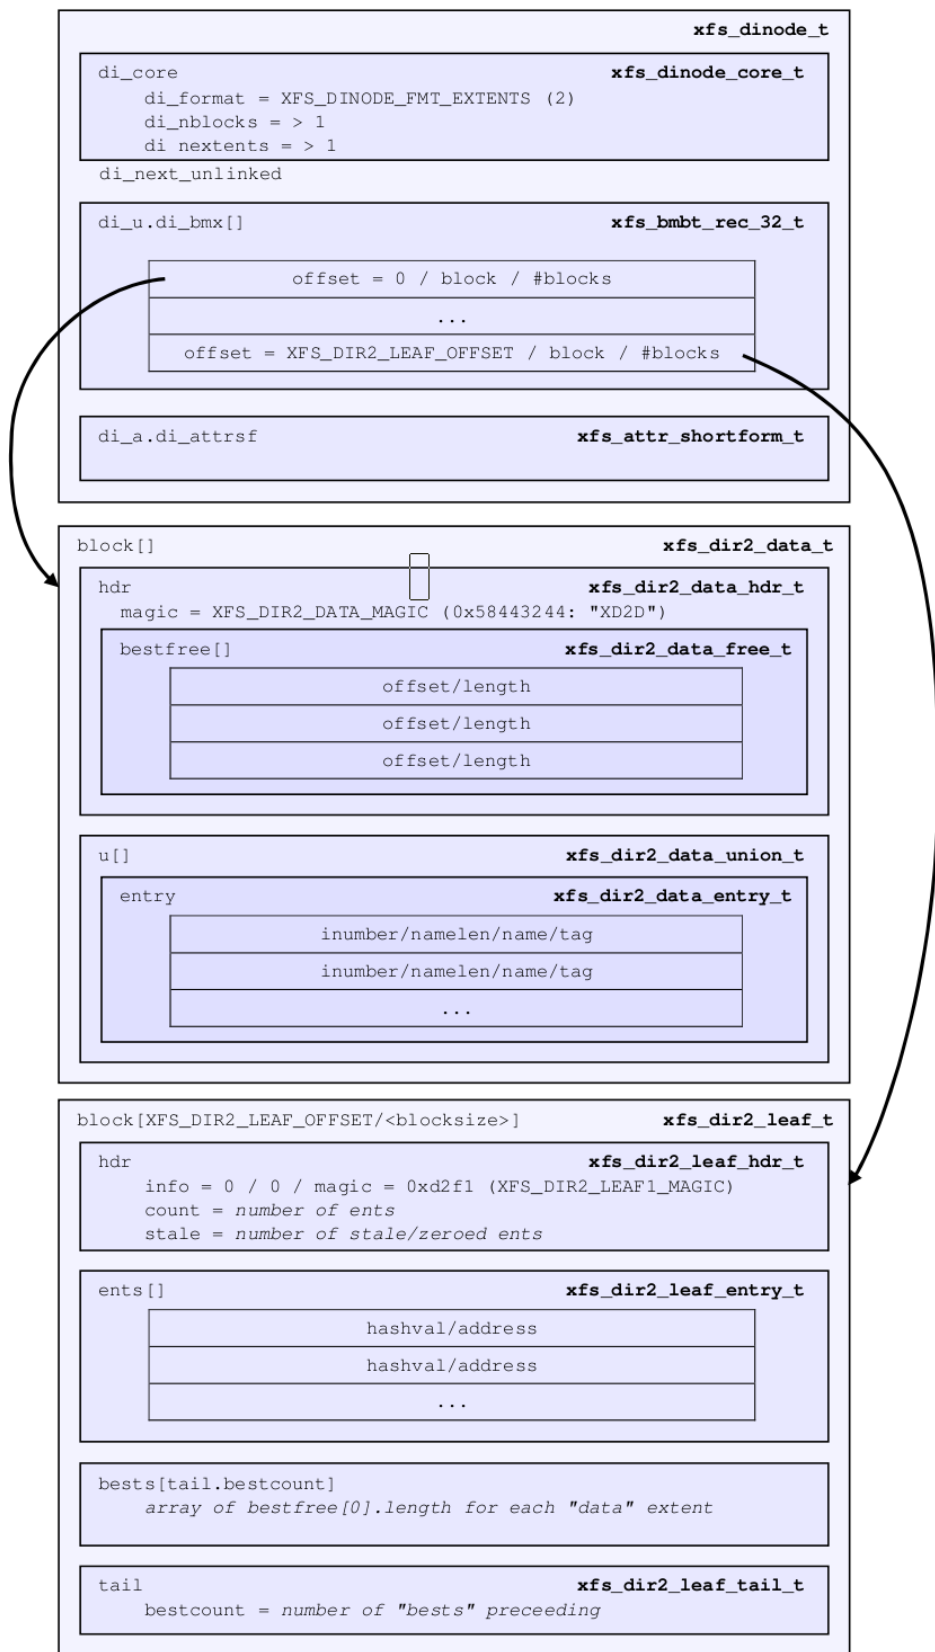 xfs_dinode_t
di_core xfs_dinode_core_t
di_format = XFS_DINODE_FMT_EXTENTS (2)
di_nblocks = > 1
di_nextents = > 1
di_next_unlinked
di_u.di_bmx[] xfs_bmbt_rec_32_t
offset = 0 / block / #blocks
...
offset = XFS_DIR2_LEAF_OFFSET / block / #blocks
di_a.di_attrsf xfs_attr_shortform_t
block[] xfs_dir2_data_t
hdr xfs_dir2_data_hdr_t
magic = XFS_DIR2_DATA_MAGIC (0x58443244: "XD2D")
bestfree[] xfs_dir2_data_free_t
offset/length
offset/length
offset/length
u[] xfs_dir2_data_union_t
entry xfs_dir2_data_entry_t
inumber/namelen/name/tag
inumber/namelen/name/tag
...
block[XFS_DIR2_LEAF_OFFSET/<blocksize>] xfs_dir2_leaf_t
hdr xfs_dir2_leaf_hdr_t
info = 0 / 0 / magic = 0xd2f1 (XFS_DIR2_LEAF1_MAGIC)
count = number of ents
stale = number of stale/zeroed ents
ents[] xfs_dir2_leaf_entry_t
hashval/address
hashval/address
...
bests[tail.bestcount]
array of bestfree[0].length for each "data" extent
tail xfs_dir2_leaf_tail_t
bestcount = number of "bests" preceeding